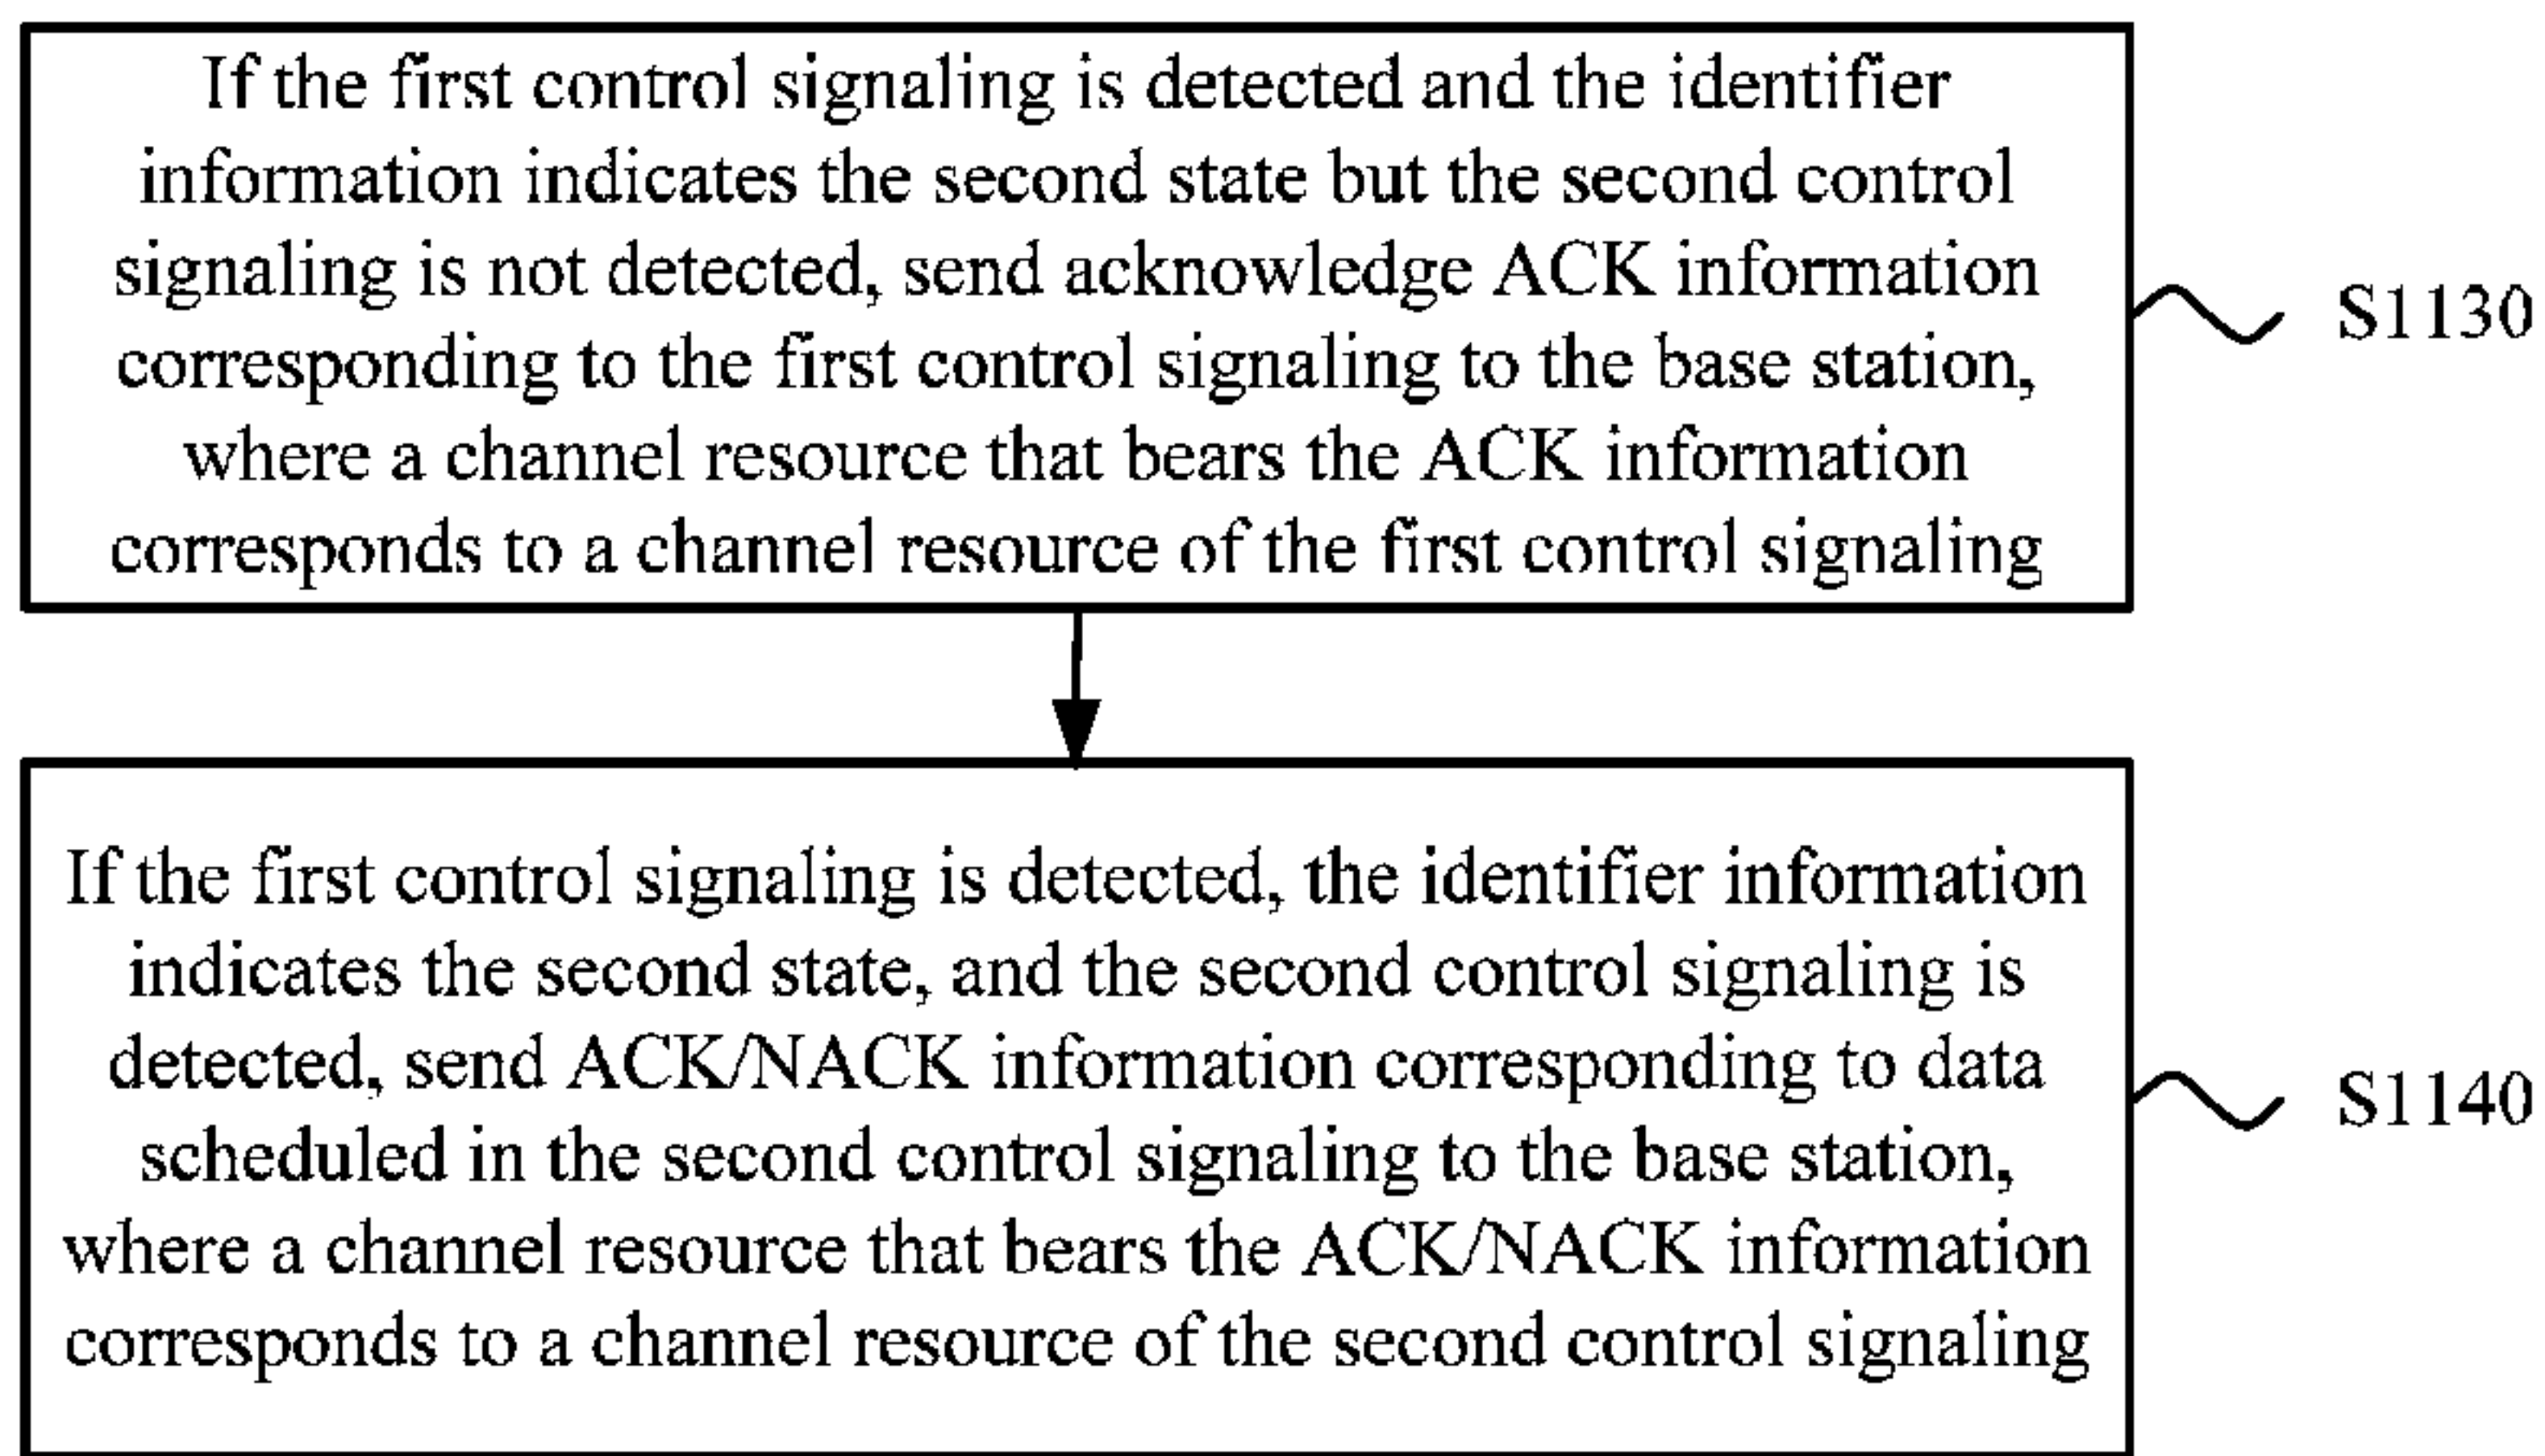 If the first control signaling is detected and the identifier
information indicates the second state but the second control
signaling is not detected, send acknowledge ACK information
corresponding to the first control signaling to the base station,
where a channel resource that bears the ACK information
corresponds to a channel resource of the first control signaling
S1130
If the first control signaling is detected, the identifier information
indicates the second state, and the second control signaling is
detected, send ACK/NACK information corresponding to data
scheduled in the second control signaling to the base station,
where a channel resource that bears the ACK/NACK information
corresponds to a channel resource of the second control signaling
S1140